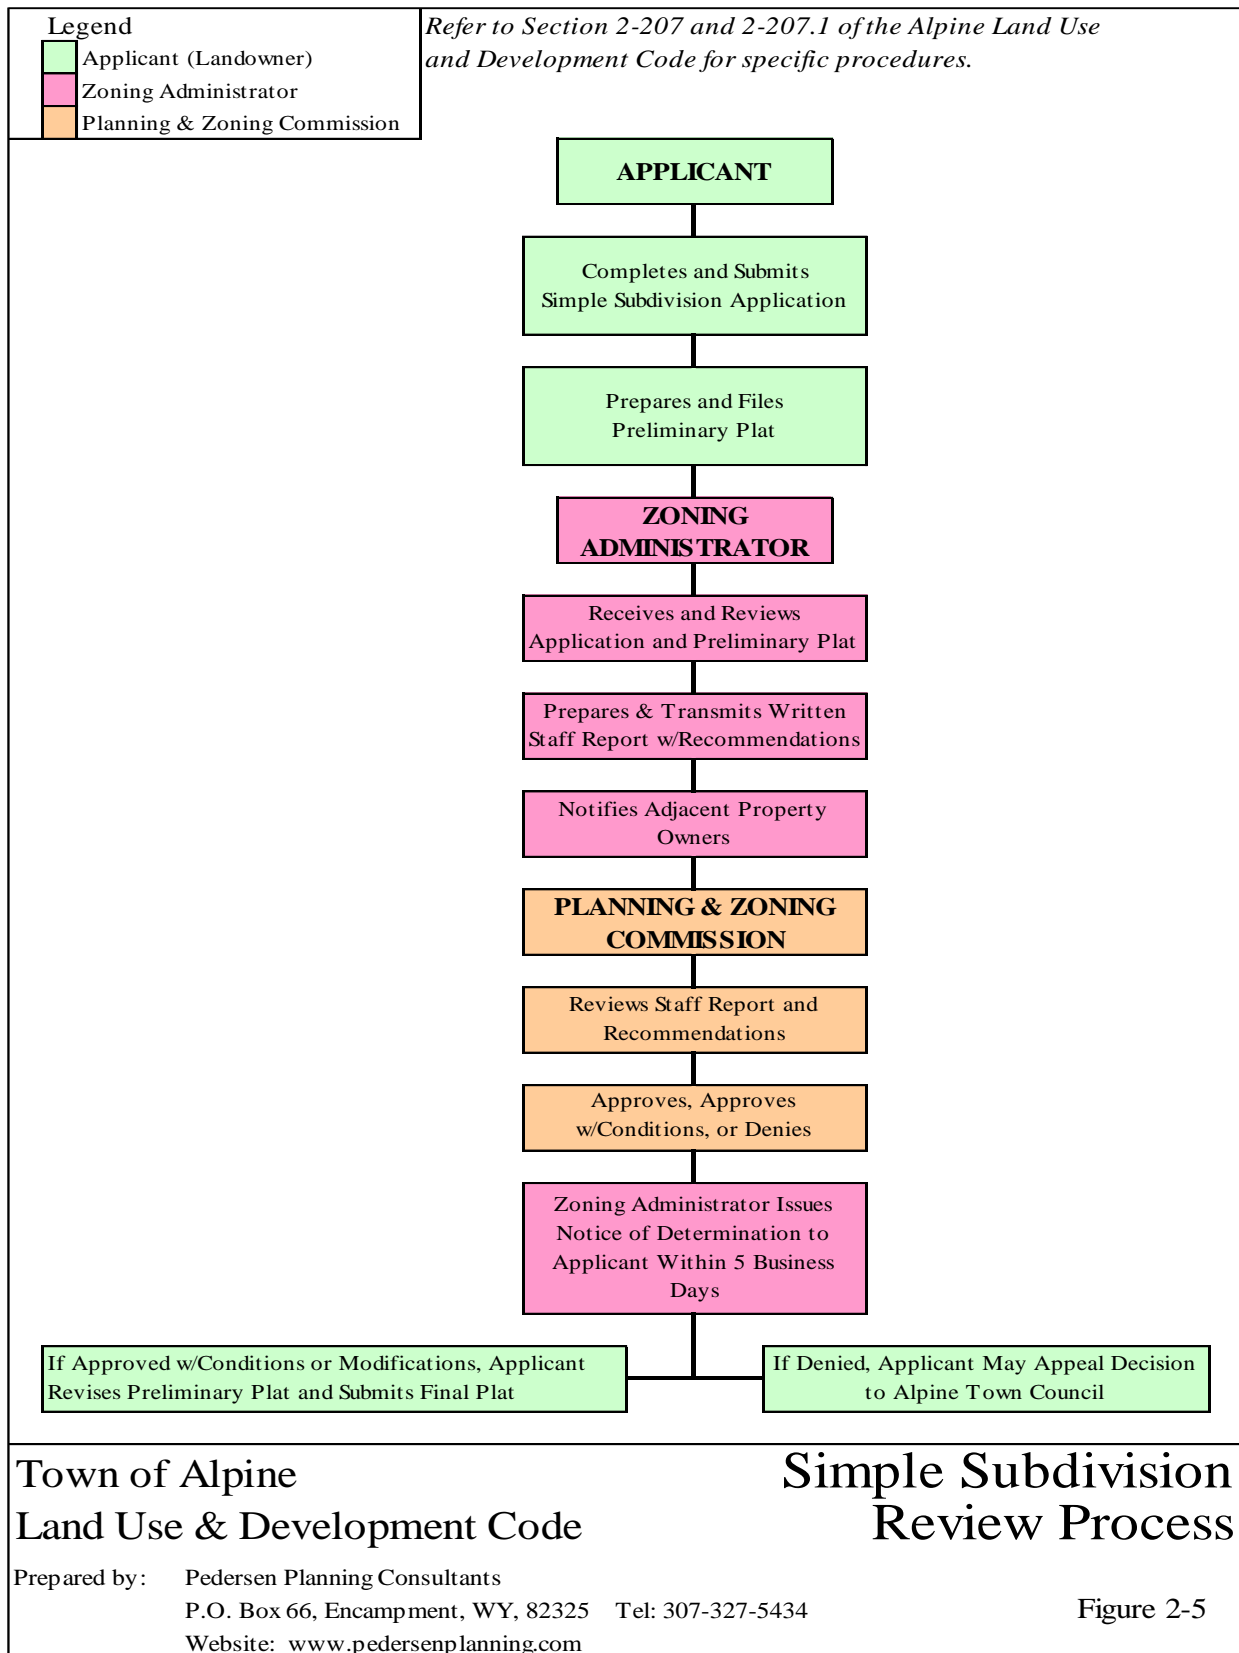 Legend
Applicant (Landowner)
Zoning Administrator
Planning & Zoning Commission
Refer to Section 2-207 and 2-207.1 of the Alpine Land Use
and Development Code for specific procedures.
APPLICANT
Completes and Submits
Simple Subdivision Application
Prepares and Files
Preliminary Plat
ZONING
ADMINISTRATOR
Receives and Reviews
Application and Preliminary Plat
Prepares & Transmits Written
Staff Report w/Recommendations
Notifies Adjacent Property
Owners
PLANNING & ZONING
COMMISSION
Reviews Staff Report and
Recommendations
Approves, Approves
w/Conditions, or Denies
Zoning Administrator Issues
Notice of Determination to
Applicant Within 5 Business
Days
If Approved w/Conditions or Modifications, Applicant
Revises Preliminary Plat and Submits Final Plat
If Denied, Applicant May Appeal Decision
to Alpine Town Council
Town of Alpine
Land Use & Development Code
Simple Subdivision
Review Process
Prepared by: Pedersen Planning Consultants
P.O. Box 66, Encampment, WY, 82325 Tel: 307-327-5434
Website: www.pedersenplanning.com
Figure 2-5